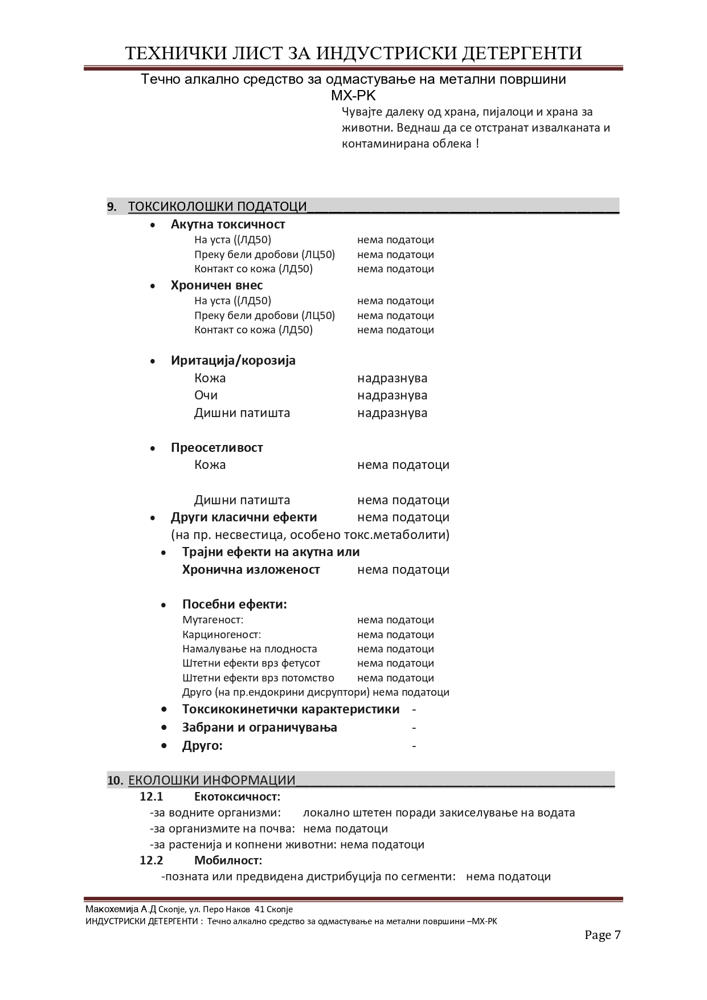 ТЕХНИЧКИ ЛИСТ ЗА ИНДУСТРИСКИ ДЕТЕРГЕНТИ
Течно алкално средство за одмастување на метални површини
МХ-РК
Чувајте далеку од храна, пијалоци и храна за
животни. Веднаш да се отстранат извалканата и
контаминирана облека !
9. ТОКСИКОЛОШКИ ПОДАТОЦИ
• Акутна токсичност
На уста ((ЛД50) нема податоци
Преку бели дробови (ЛЦ50) нема податоци
Контакт со кожа (ЛД50) нема податоци
• Хроничен внес
На уста ((ЛД50) нема податоци
Преку бели дробови (ЛЦ50) нема податоци
Контакт со кожа (ЛД50) нема податоци
• Иритација/корозија
Кожа надразнува
Очи надразнува
Дишни патишта надразнува
• Преосетливост
Кожа нема податоци
Дишни патишта нема податоци
• Други класични ефекти нема податоци
(на пр. несвестица, особено токс.метаболити)
• Трајни ефекти на акутна или
Хронична изложеност нема податоци
• Посебни ефекти:
Мутагеност: нема податоци
Карциногеност: нема податоци
Намалување на плодноста нема податоци
Штетни ефекти врз фетусот нема податоци
Штетни ефекти врз потомство нема податоци
Друго (на пр.ендокрини дисруптори) нема податоци
• Токсикокинетички карактеристики -
• Забрани и ограничувања -
• Друго: -
10. ЕКОЛОШКИ ИНФОРМАЦИИ
12.1 Екотоксичност:
-за водните организми: локално штетен поради закиселување на водата
-за организмите на почва: нема податоци
-за растенија и копнени животни: нема податоци
12.2 Мобилност:
-позната или предвидена дистрибуција по сегменти: нема податоци
Макохемија А.Д Скопје, ул. Перо Наков 41 Скопје
ИНДУСТРИСКИ ДЕТЕРГЕНТИ : Течно алкално средство за одмастување на метални површини –МХ-РК
Page 7